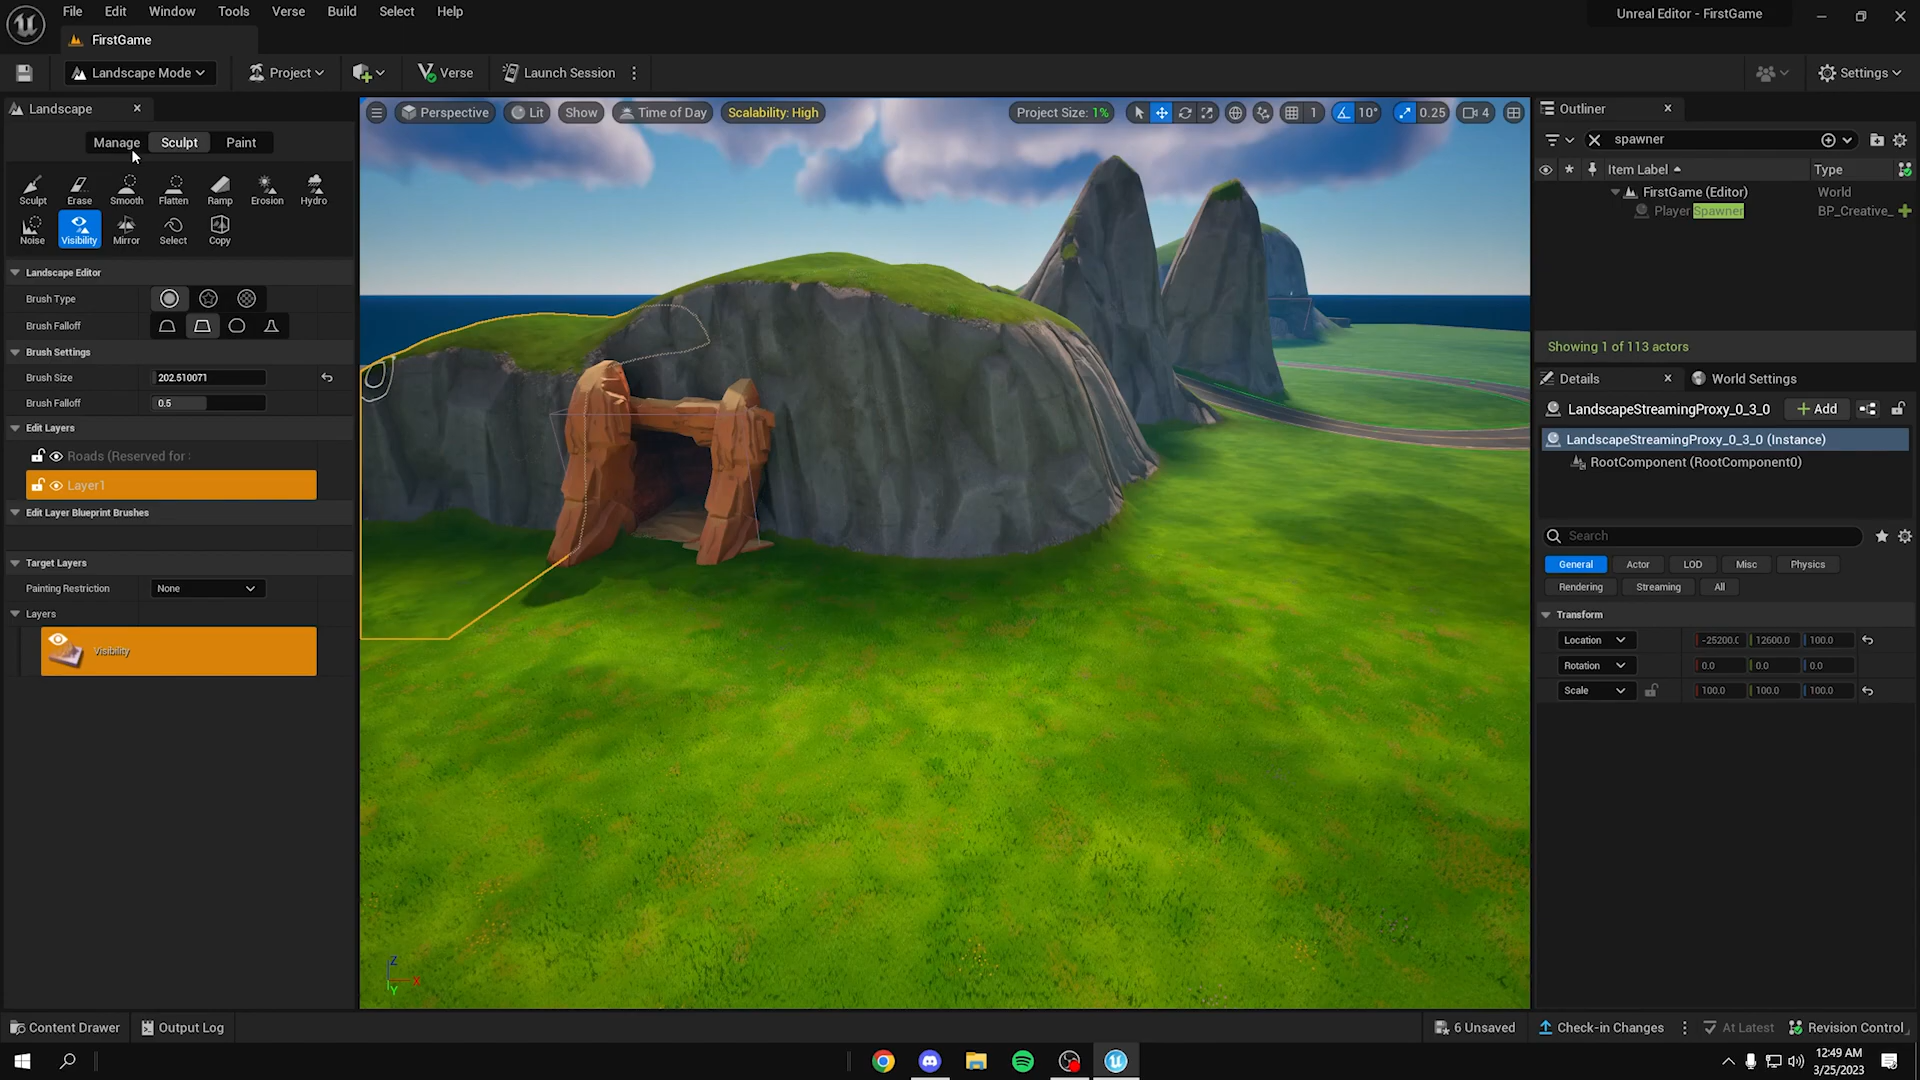 File Edit Window Tools Verse Build Select Help
Unreal Editor - FirstGame
FirstGame
Landscape Mode
Project
Verse
Launch Session
Settings
Landscape
Manage Sculpt Paint
Sculpt Erase Smooth Flatten Ramp Erosion Hydro
Noise Visibility Mirror Select Copy
Landscape Editor
Brush Type
Brush Falloff
Brush Settings
Brush Size 202.510071
Brush Falloff 0.5
Edit Layers
Roads (Reserved for :
Layer1
Edit Layer Blueprint Brushes
Target Layers
Painting Restriction None
Layers
Visibility
Perspective Lit Show Time of Day Scalability: High
Project Size: 1% 1 10° 0.25 4
Z
X
Y
Outliner
spawner
Item Label Type
FirstGame (Editor) World
Player Spawner BP_Creative_
Showing 1 of 113 actors
Details World Settings
LandscapeStreamingProxy_0_3_0 Add
LandscapeStreamingProxy_0_3_0 (Instance)
RootComponent (RootComponent0)
Search
General Actor LOD Misc Physics
Rendering Streaming All
Transform
Location -25200.0 12600.0 100.0
Rotation 0.0 0.0 0.0
Scale 100.0 100.0 100.0
Content Drawer Output Log
6 Unsaved Check-in Changes At Latest Revision Control
12:49 AM
3/25/2023